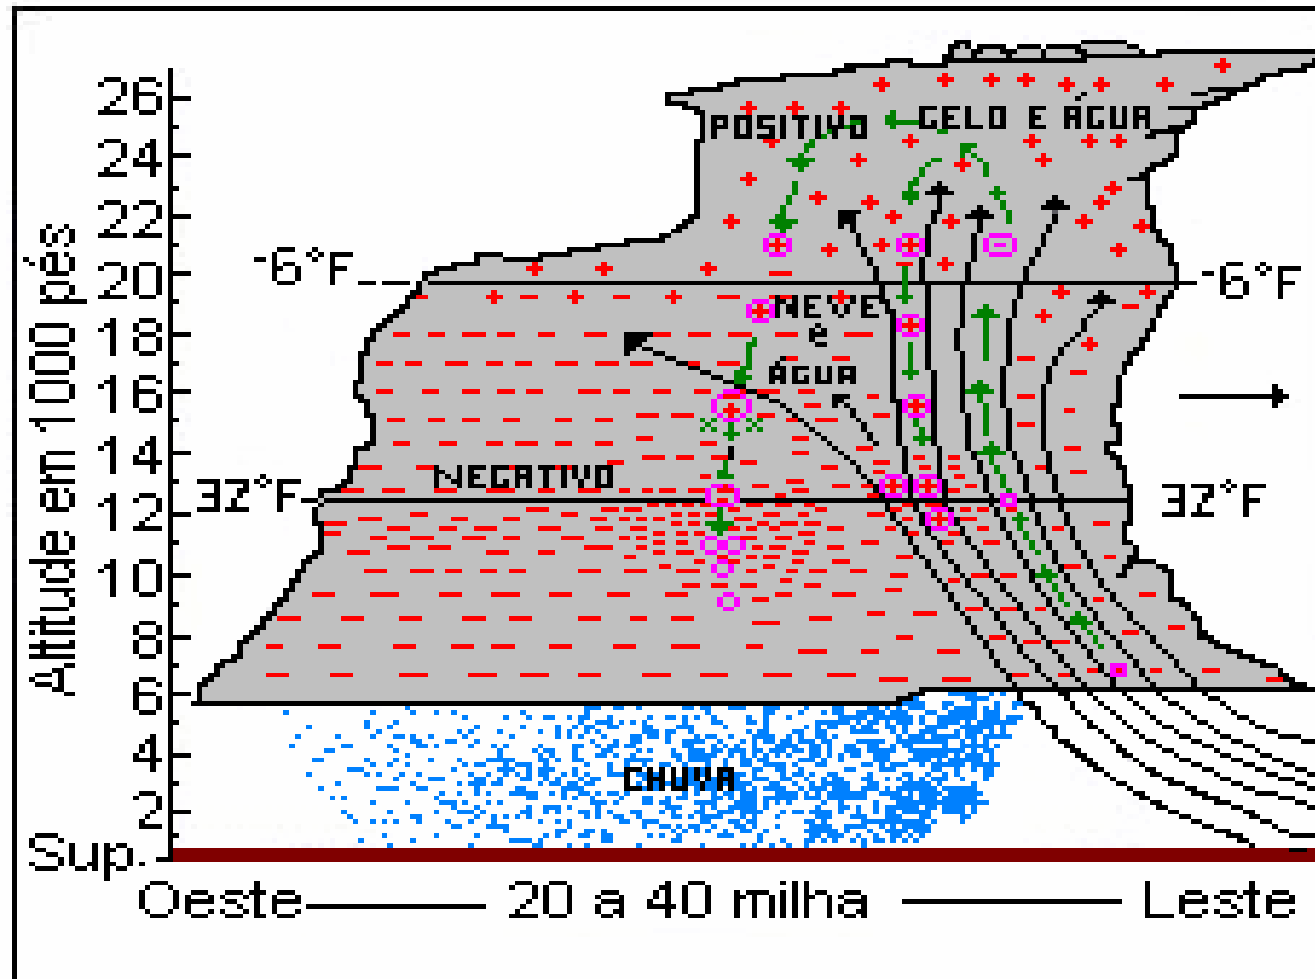 26
24
22
20
18
16
14
12
10
8
6
4
2
Sup.
Altitude em 1000 pés
POSITIVO
GELO E ÁGUA
-6°F
-6°F
NEVE
e
ÁGUA
NEGATIVO
32°F
32°F
CHUVA
Oeste
20 a 40 milha
Leste